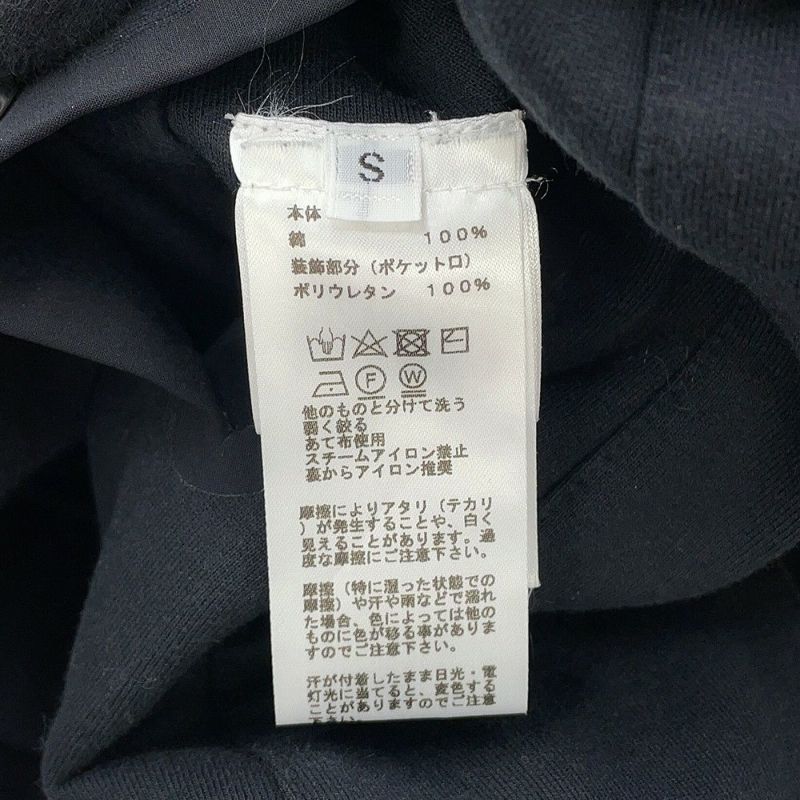 S
本体
綿 100%
装飾部分(ポケット口)
ポリウレタン 100%
F W
他のものと分けて洗う
弱く絞る
あて布使用
スチームアイロン禁止
裏からアイロン推奨
摩擦によりアタリ(テカリ
)が発生することや、白く
見えることがあります。過
度な摩擦にご注意下さい。
摩擦(特に湿った状態での
摩擦)や汗や雨などで濡れ
た場合、色によっては他の
ものに色が移る事がありま
すのでご注意下さい。
汗が付着したまま日光・電
灯光に当てると、変色する
ことがありますのでご注意
下さい。